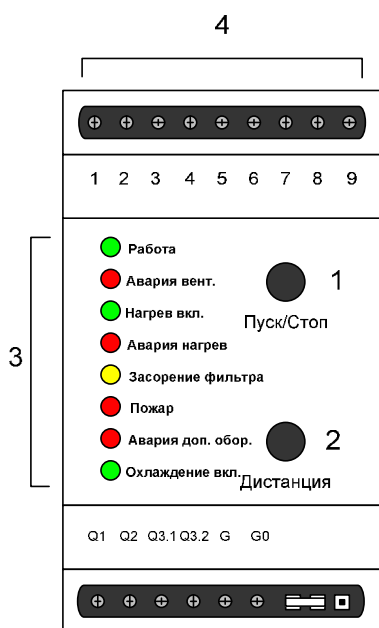 4
1 2 3 4 5 6 7 8 9
Работа
Авария вент.
1
Нагрев вкл.
Пуск/Стоп
Авария нагрев
3
Засорение фильтра
Пожар
Авария доп. обор.
2
Охлаждение вкл.
Дистанция
Q1 Q2 Q3.1 Q3.2 G G0